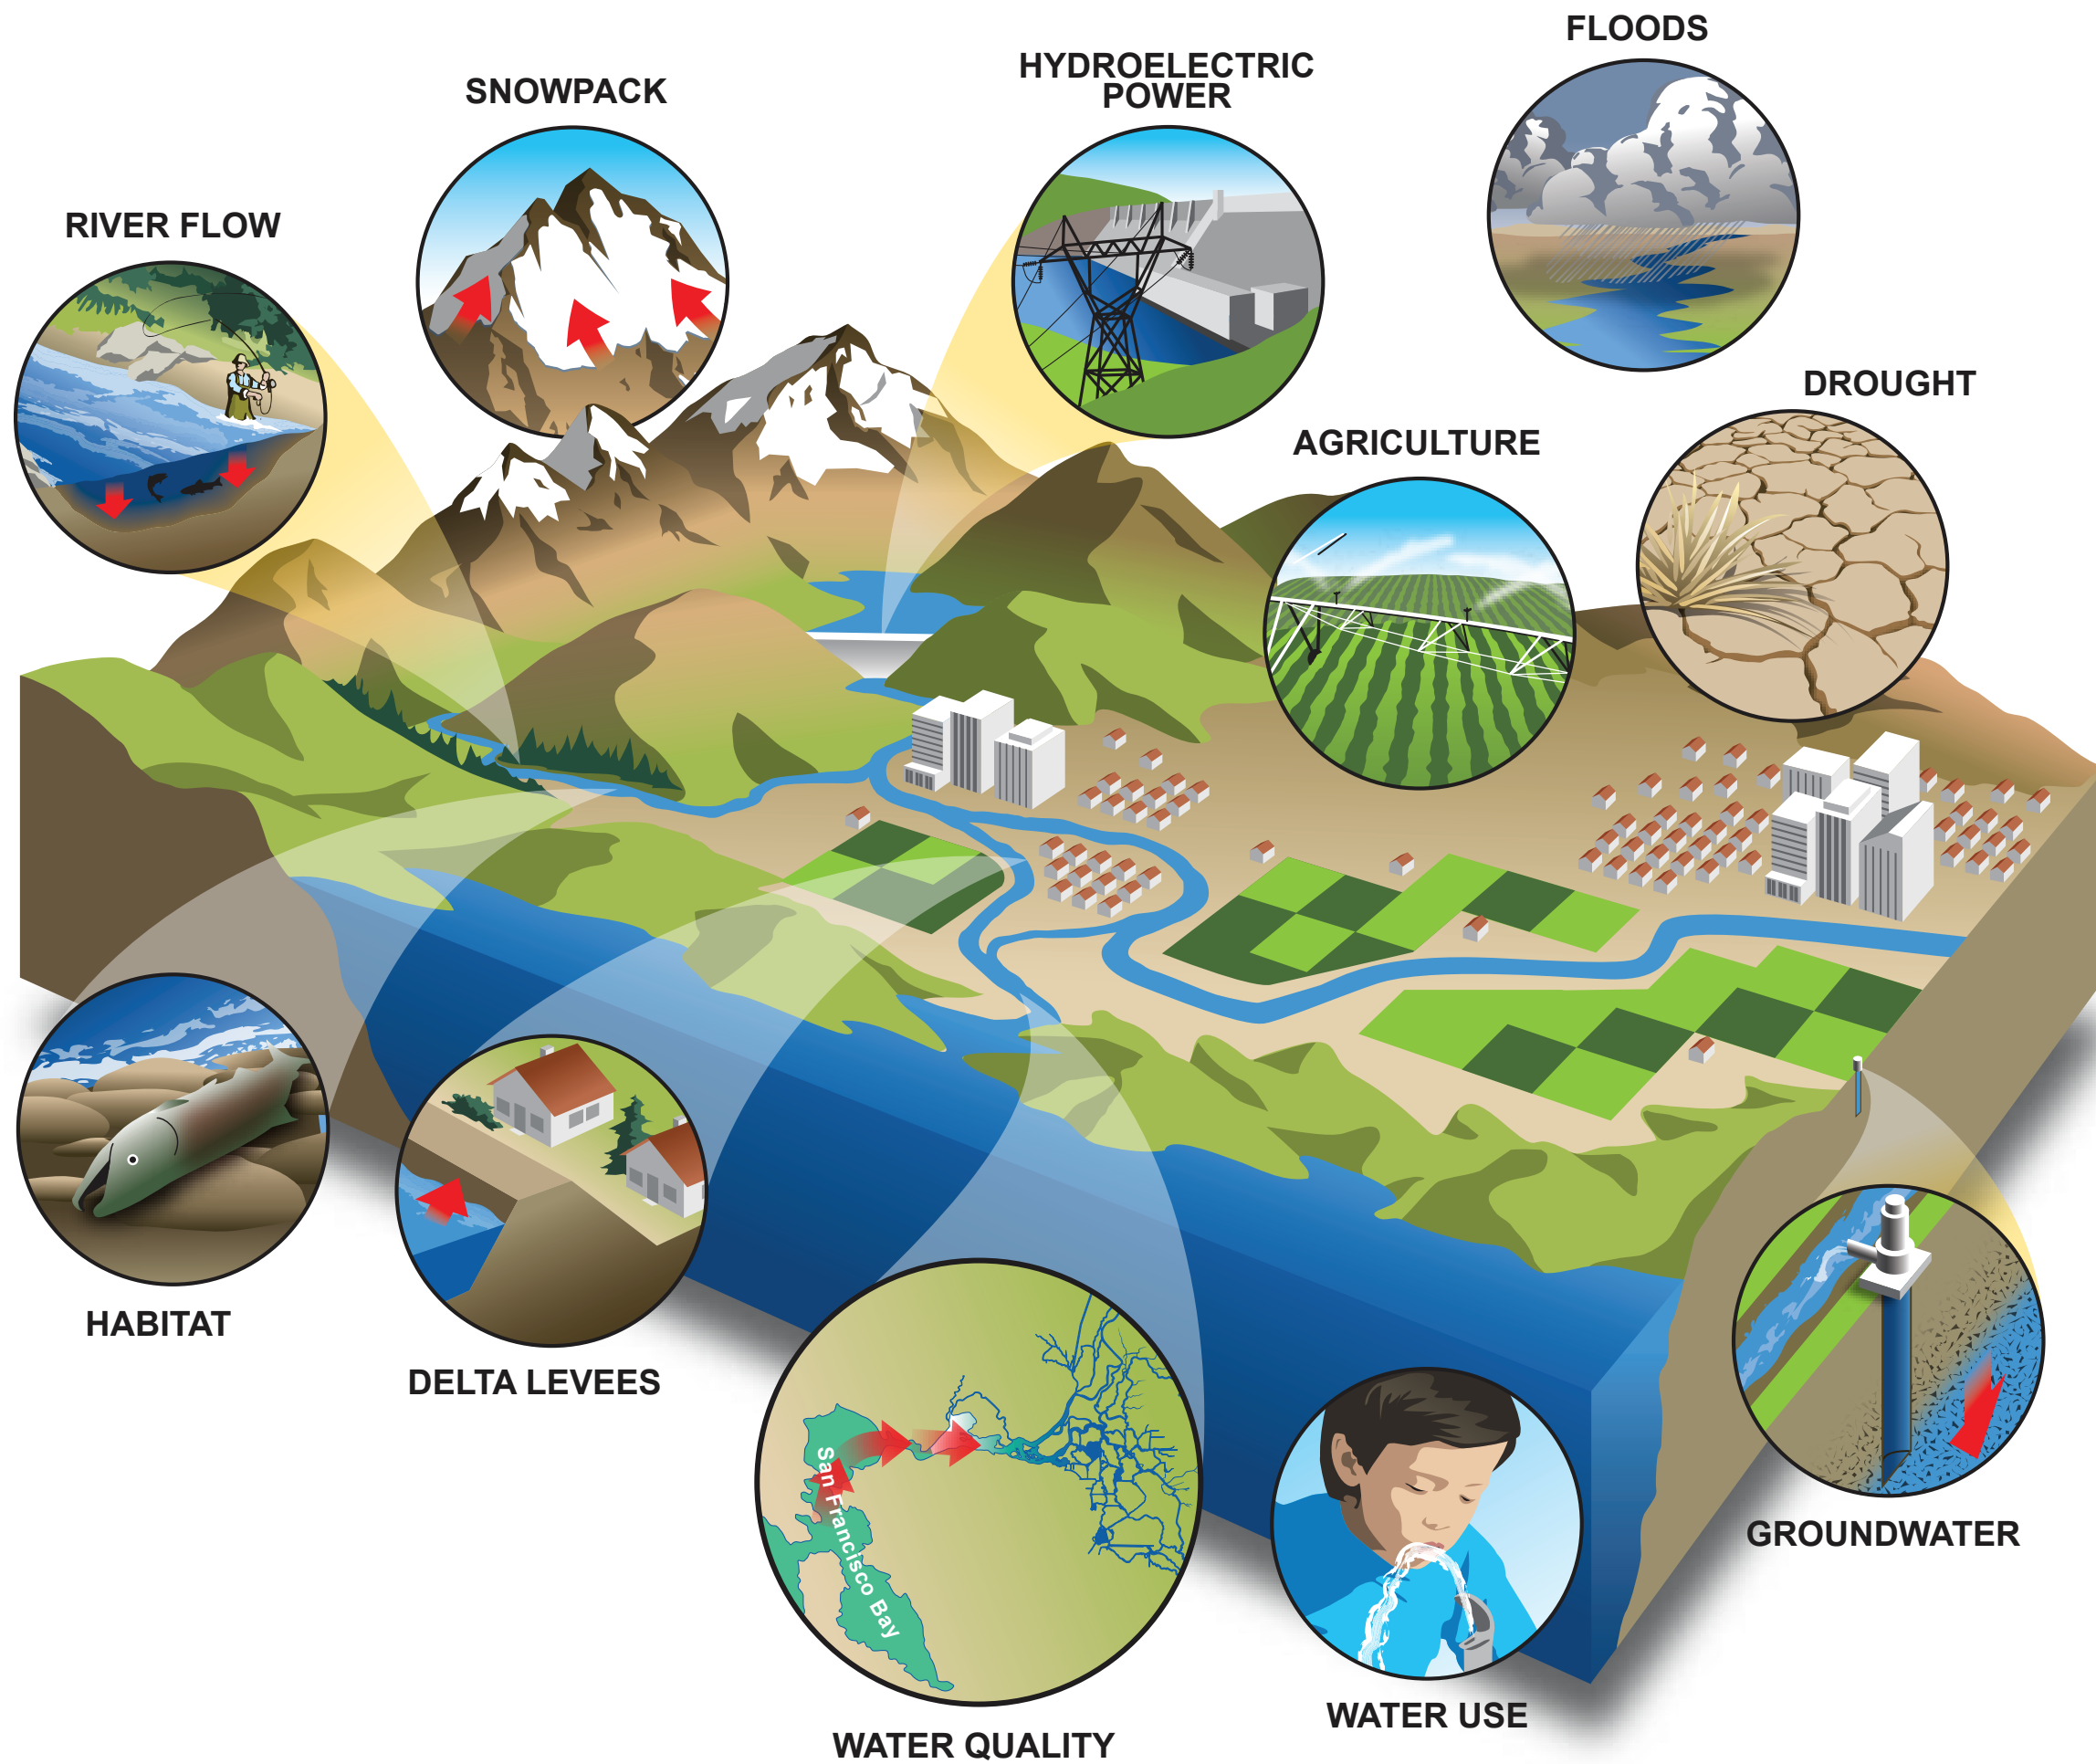 FLOODS
HYDROELECTRIC
POWER
SNOWPACK
RIVER FLOW
DROUGHT
AGRICULTURE
HABITAT
DELTA LEVEES
San Francisco Bay
GROUNDWATER
WATER USE
WATER QUALITY